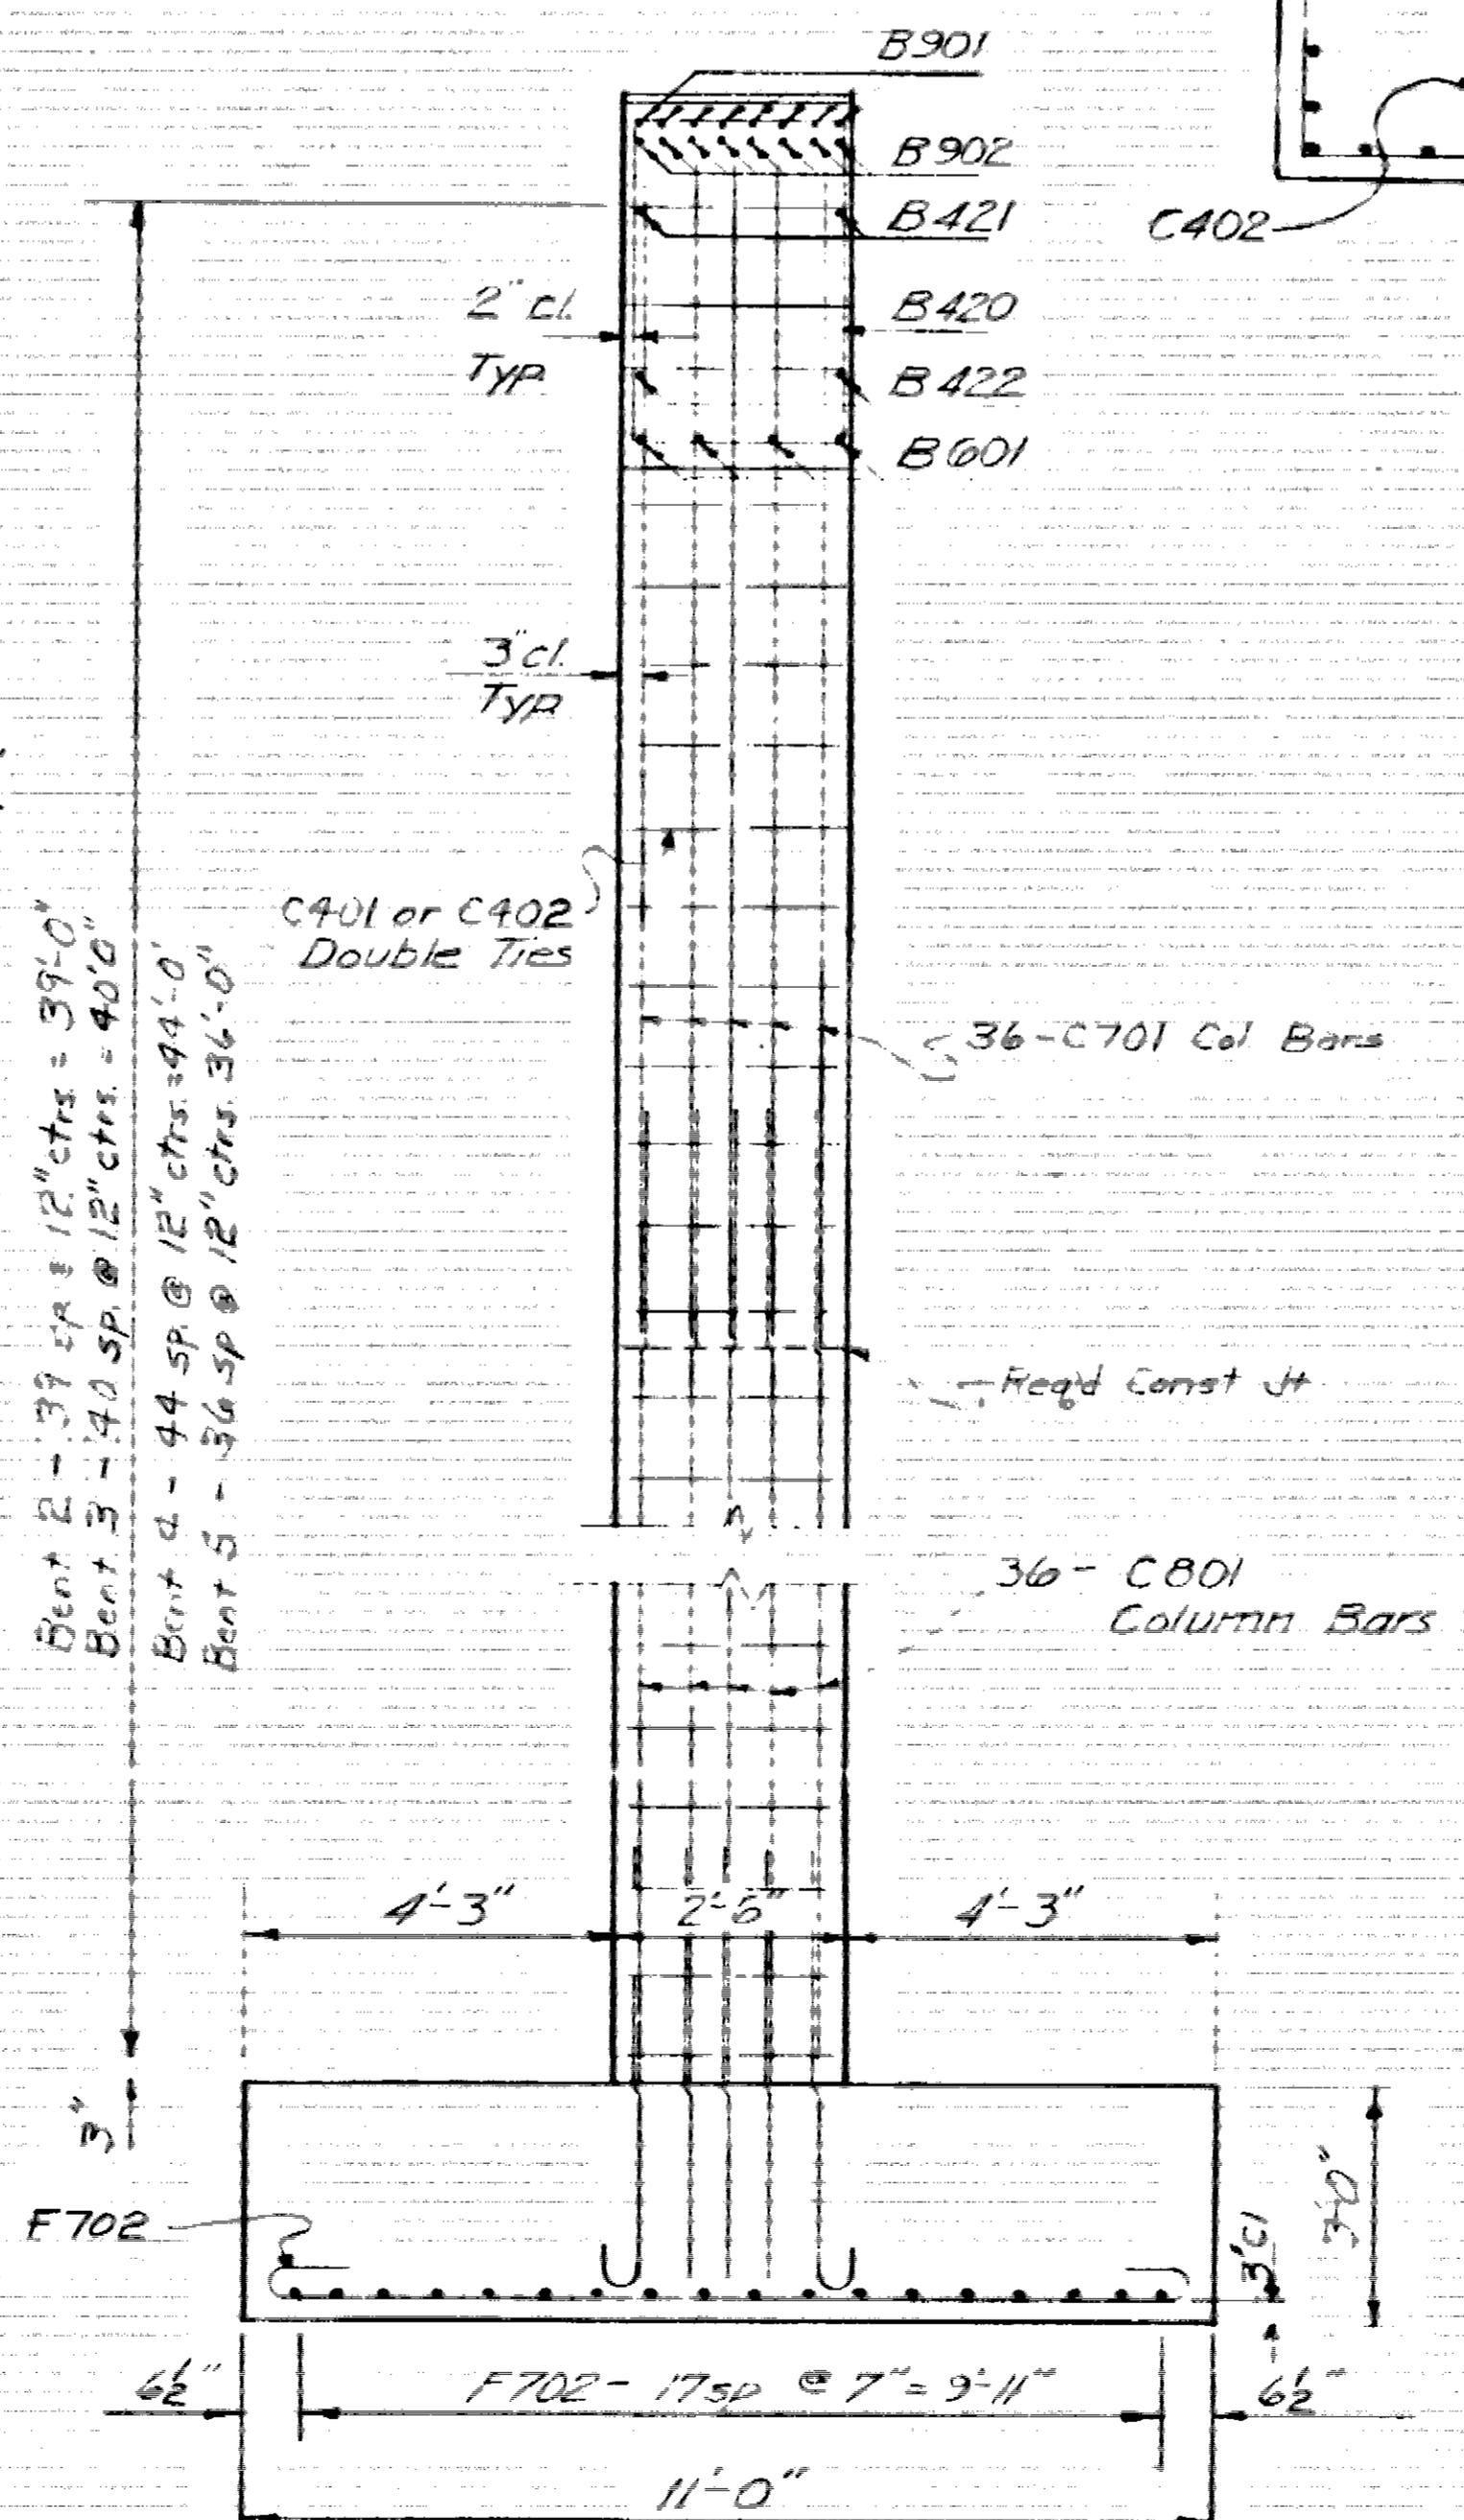 B901
B902
B421
C402
2" cl.
Typ.
B420
B422
B601
3" cl.
Typ
C401 or C402
Double Ties
36-C701 Col Bars
Bent 2 - 39 sp @ 12" ctrs = 39'-0"
Bent 3 - 40 sp. @ 12" ctrs. = 40'0"
Bent 4 - 44 sp. @ 12" ctrs. = 44'-0'
Bent 5 - 36 sp @ 12" ctrs. 36'-0"
Req'd Const Jt
36 - C801
Column Bars
4'-3"
2'-6"
4'-3"
3"
F702
3"Cl
3'-0"
6½"
F702 - 17sp @ 7" = 9'-11"
6½"
11'-0"